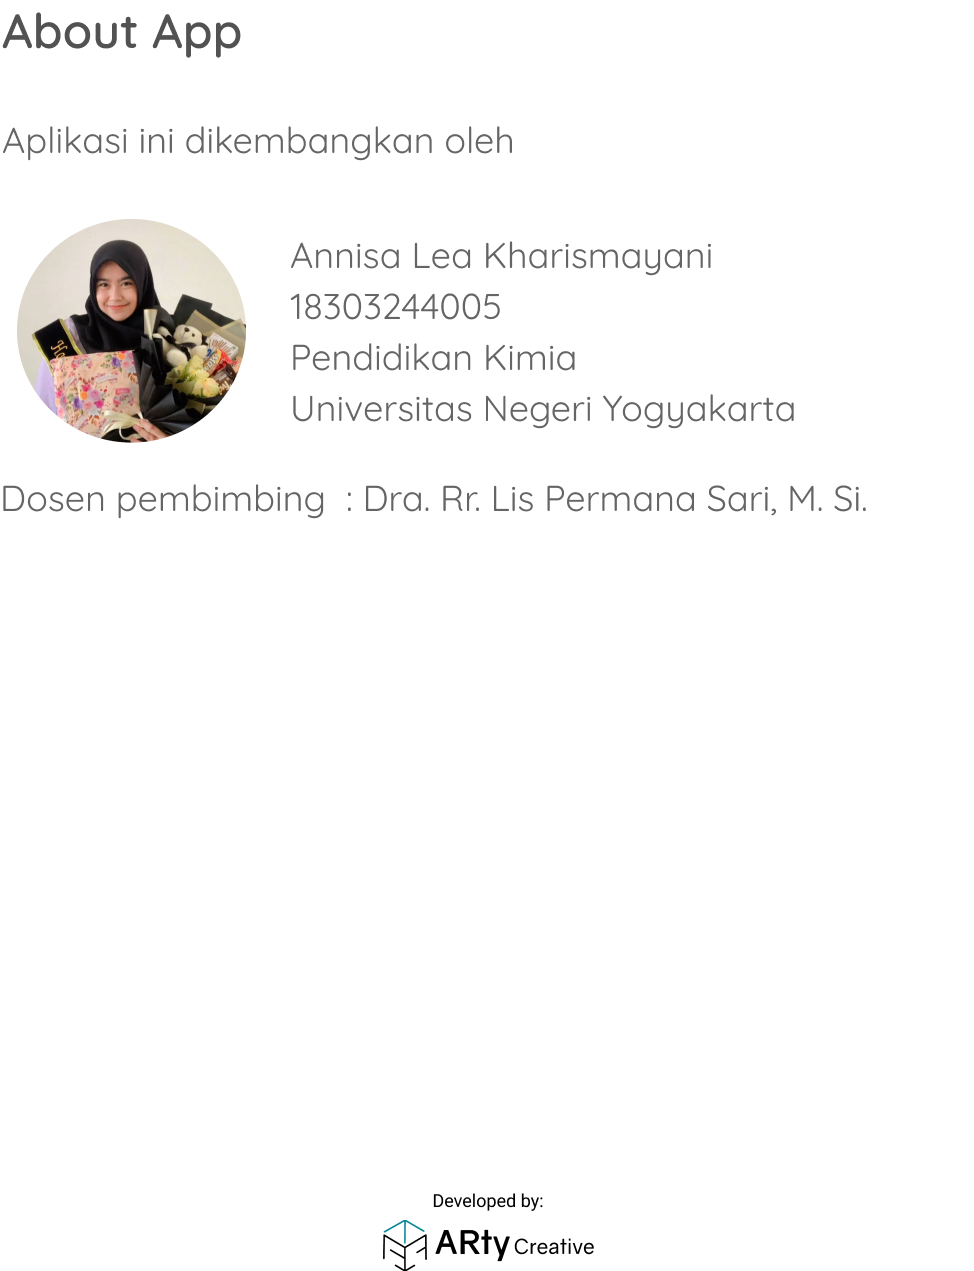 About App
Aplikasi ini dikembangkan oleh
Annisa Lea Kharismayani
18303244005
Pendidikan Kimia
Universitas Negeri Yogyakarta
Dosen pembimbing : Dra. Rr. Lis Permana Sari, M. Si.
Developed by:
ARty Creative